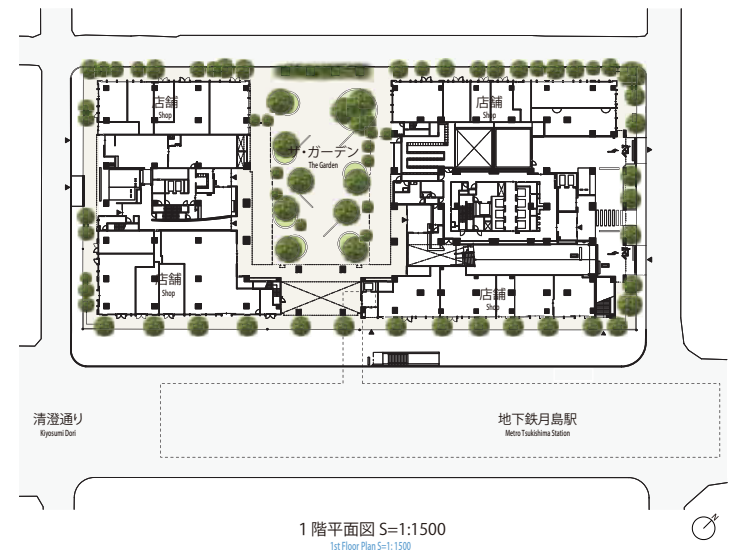 店舗
Shop
店舗
Shop
ザ・ガーデン
The Garden
店舗
Shop
店舗
Shop
清澄通り
Kiyosumi Dori
地下鉄月島駅
Metro Tsukishima Station
1階平面図 S=1:1500
1st Floor Plan S=1: 1500
N